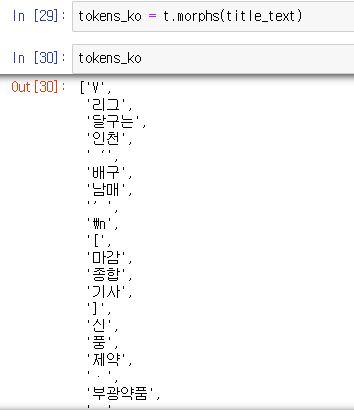 In [29]: tokens_ko = t.morphs(title_text)
In [30]: tokens_ko
Out[30]: ['V',
'리그',
'달구는',
'인천',
' ‘',
'배구',
'남매',
'’ ',
'₩n',
'[',
'마감',
'종합',
'기사',
']',
'신',
'풍',
'제약',
'·',
'부광약품',